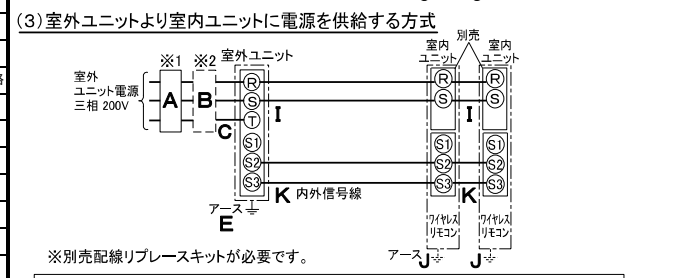 (3)室外ユニットより室内ユニットに電源を供給する方式
※1 ※2 室外ユニット
室内
ユニット
別売
室内
ユニット
室外
ユニット電源
三相 200V
A
B
C
R
S
T
S1
S2
S3
I
R
S
S1
S2
S3
I
R
S
S1
S2
S3
K 内外信号線
K
アース
E
ワイヤレス
リモコン
ワイヤレス
リモコン
アース J
J
※別売配線リプレースキットが必要です。